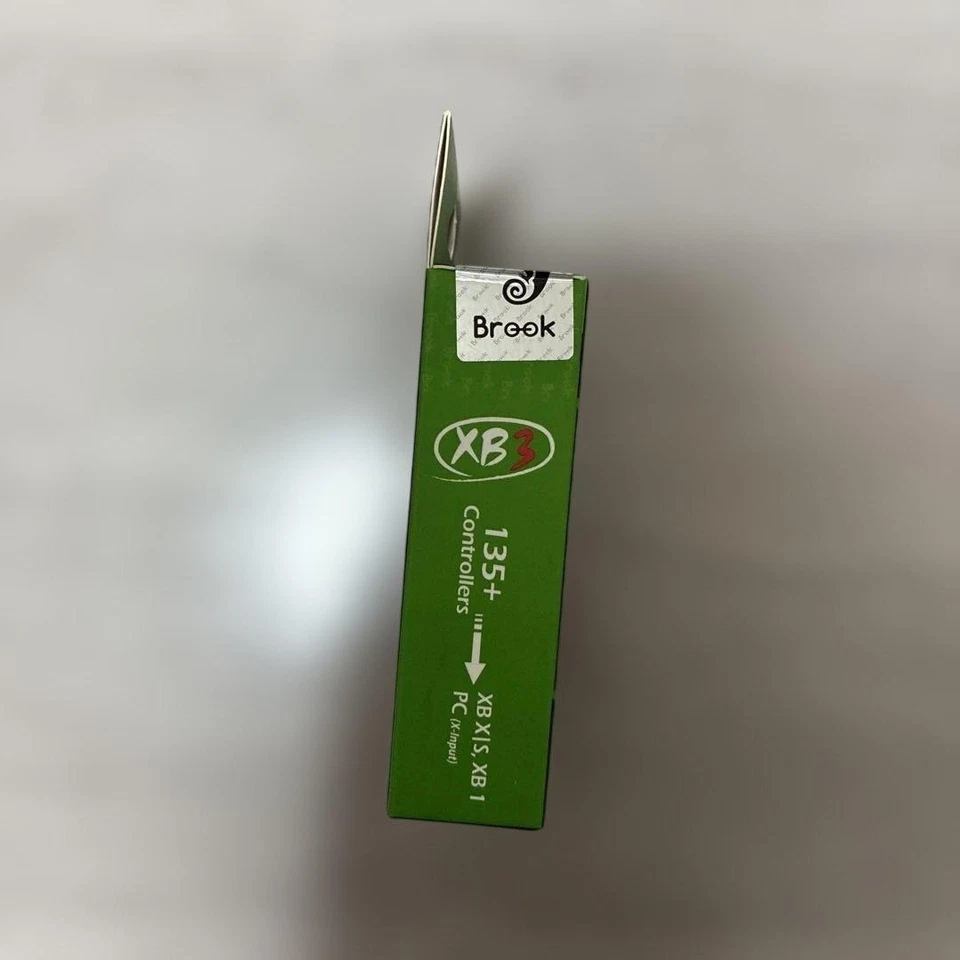 Brook
XB3
135+
Controllers
XB X|S, XB 1
PC (X-Input)